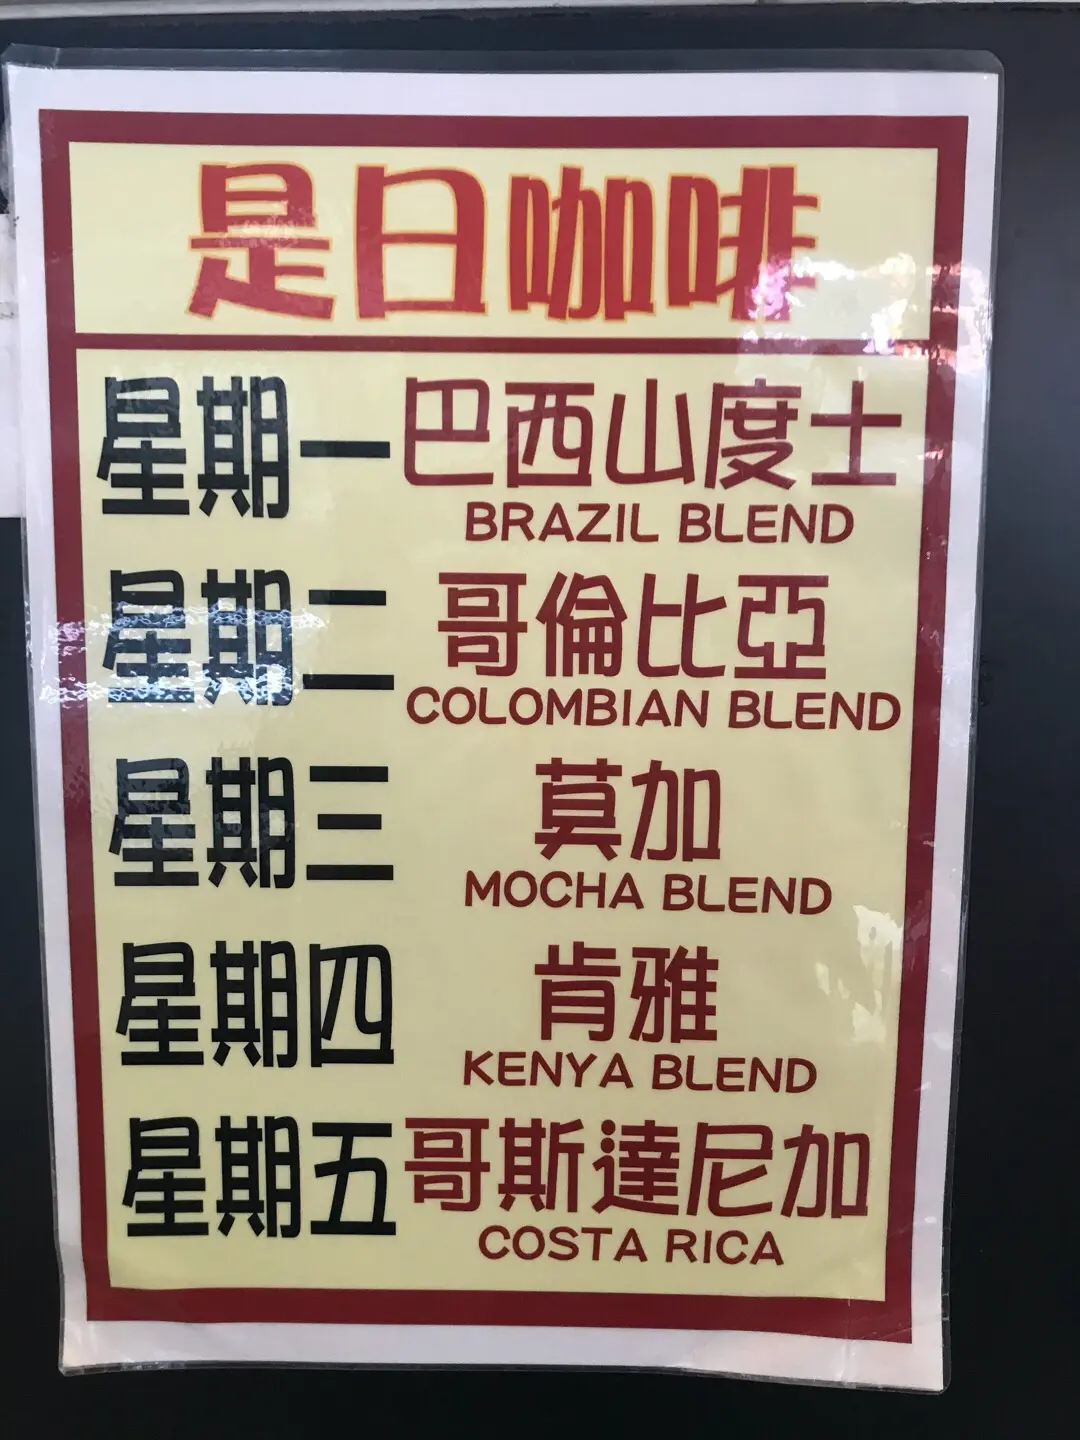 是日咖啡
星期一 巴西山度士
BRAZIL BLEND
星期二 哥倫比亞
COLOMBIAN BLEND
星期三 莫加
MOCHA BLEND
星期四 肯雅
KENYA BLEND
星期五 哥斯達尼加
COSTA RICA